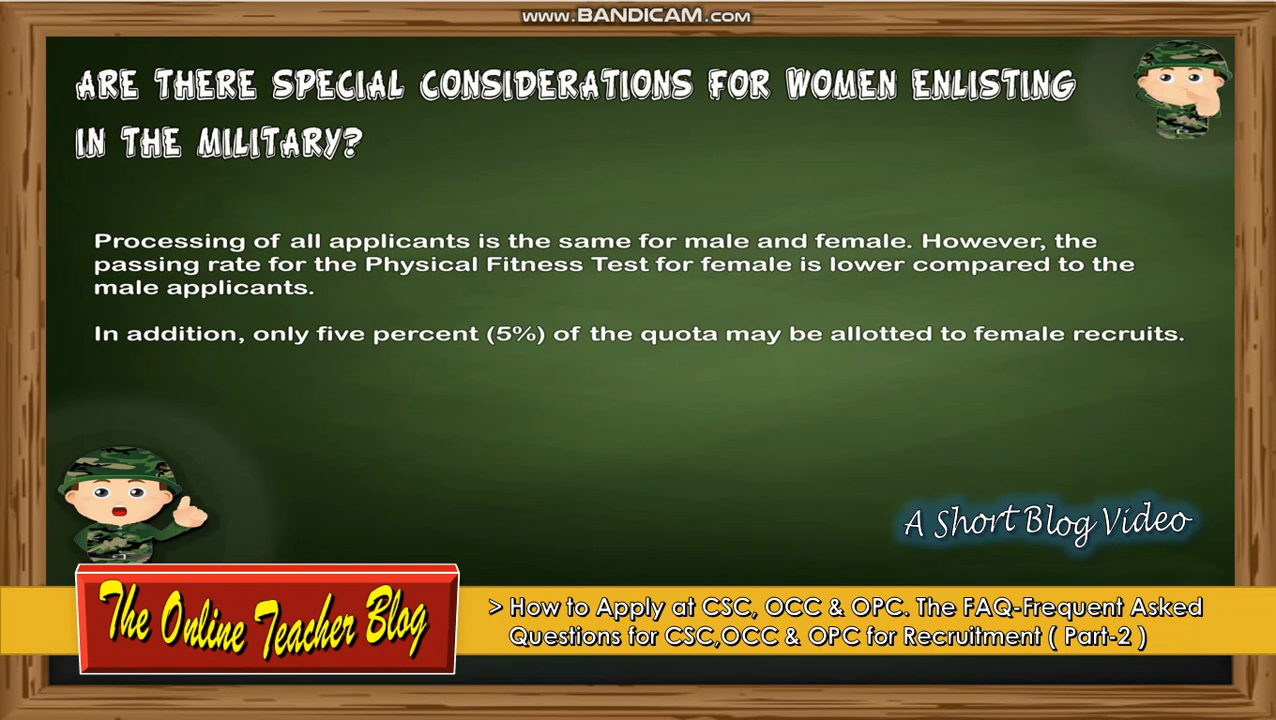 www.BANDICAM.com
ARE THERE SPECIAL CONSIDERATIONS FOR WOMEN ENLISTING
IN THE MILITARY?
Processing of all applicants is the same for male and female. However, the
passing rate for the Physical Fitness Test for female is lower compared to the
male applicants.
In addition, only five percent (5%) of the quota may be allotted to female recruits.
A Short Blog Video
The Online Teacher Blog
> How to Apply at CSC, OCC & OPC. The FAQ-Frequent Asked
Questions for CSC,OCC & OPC for Recruitment ( Part-2 )